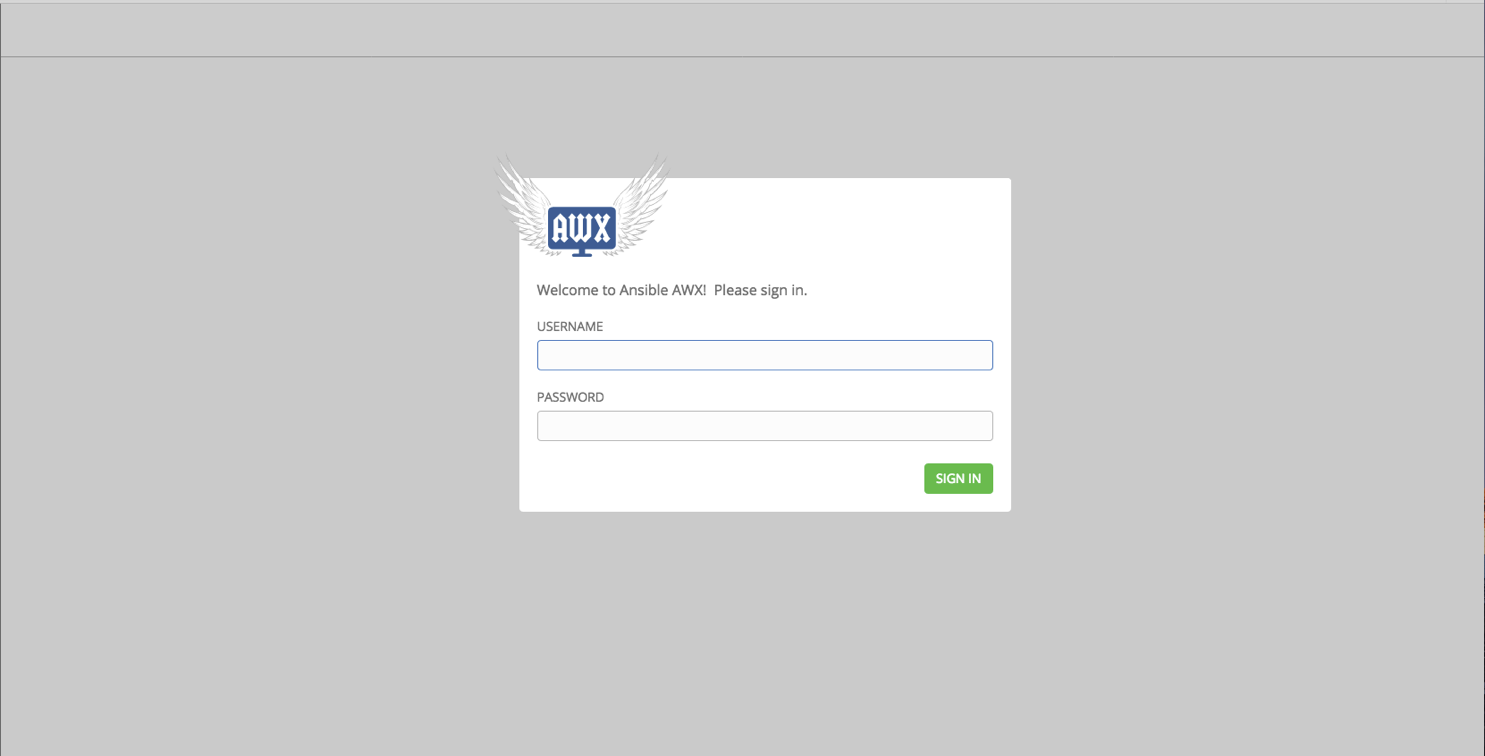 AWX
Welcome to Ansible AWX!  Please sign in.
USERNAME
PASSWORD
SIGN IN